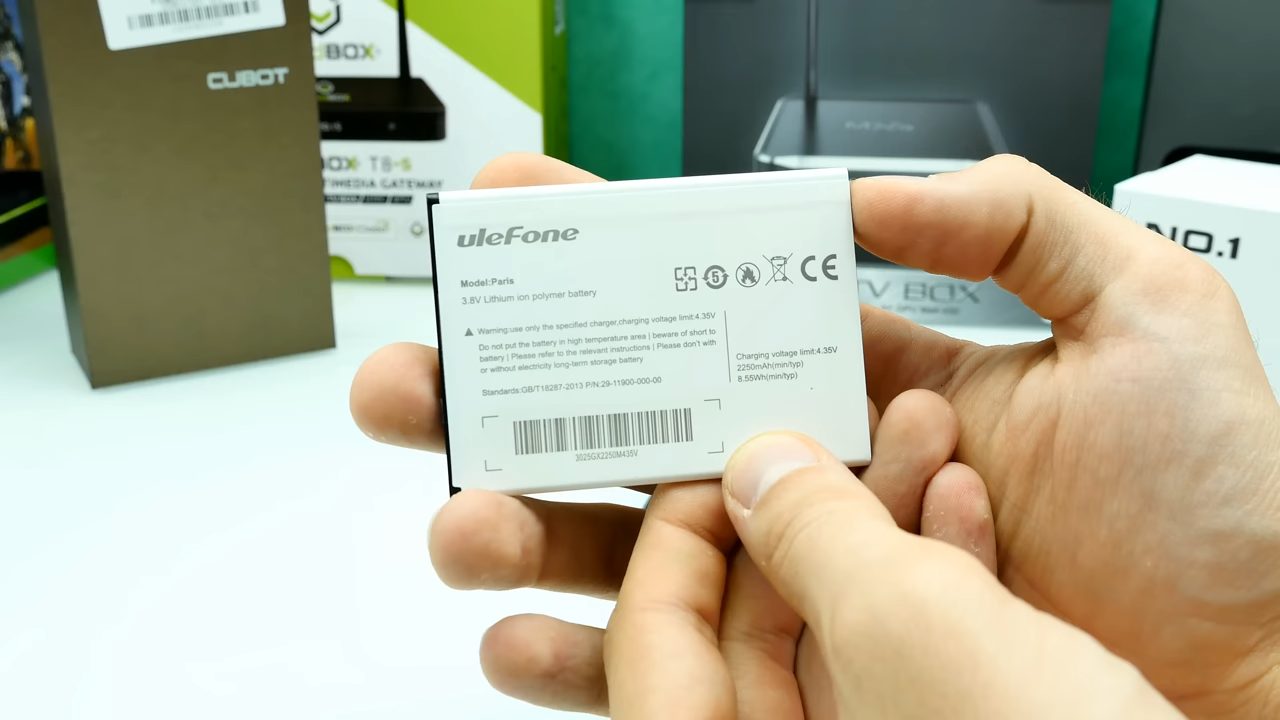 CUBOT
BOX
BOX T8-S
TIMEDIA GATEWAY
TV BOX
NO.1
uleFone
Model:Paris
3.8V Lithium ion polymer battery
5
CE
Warning:use only the specified charger,charging voltage limit:4.35V
Do not put the battery in high temperature area | beware of short to
battery | Please refer to the relevant instructions | Please don't with
or without electricity long-term storage battery
Standards:GB/T18287-2013 P/N:29-11900-000-00
Charging voltage limit:4.35V
2250mAh(min/typ)
8.55Wh(min/typ)
3025GX2250M435V